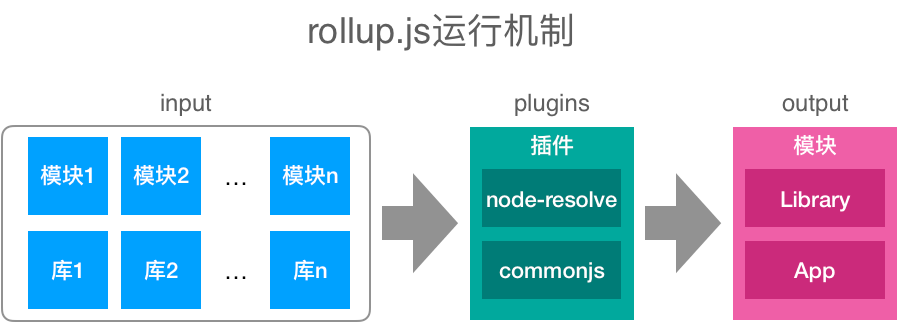 rollup.js运行机制
input
模块1 模块2 ... 模块n
库1 库2 ... 库n
plugins
插件
node-resolve
commonjs
output
模块
Library
App